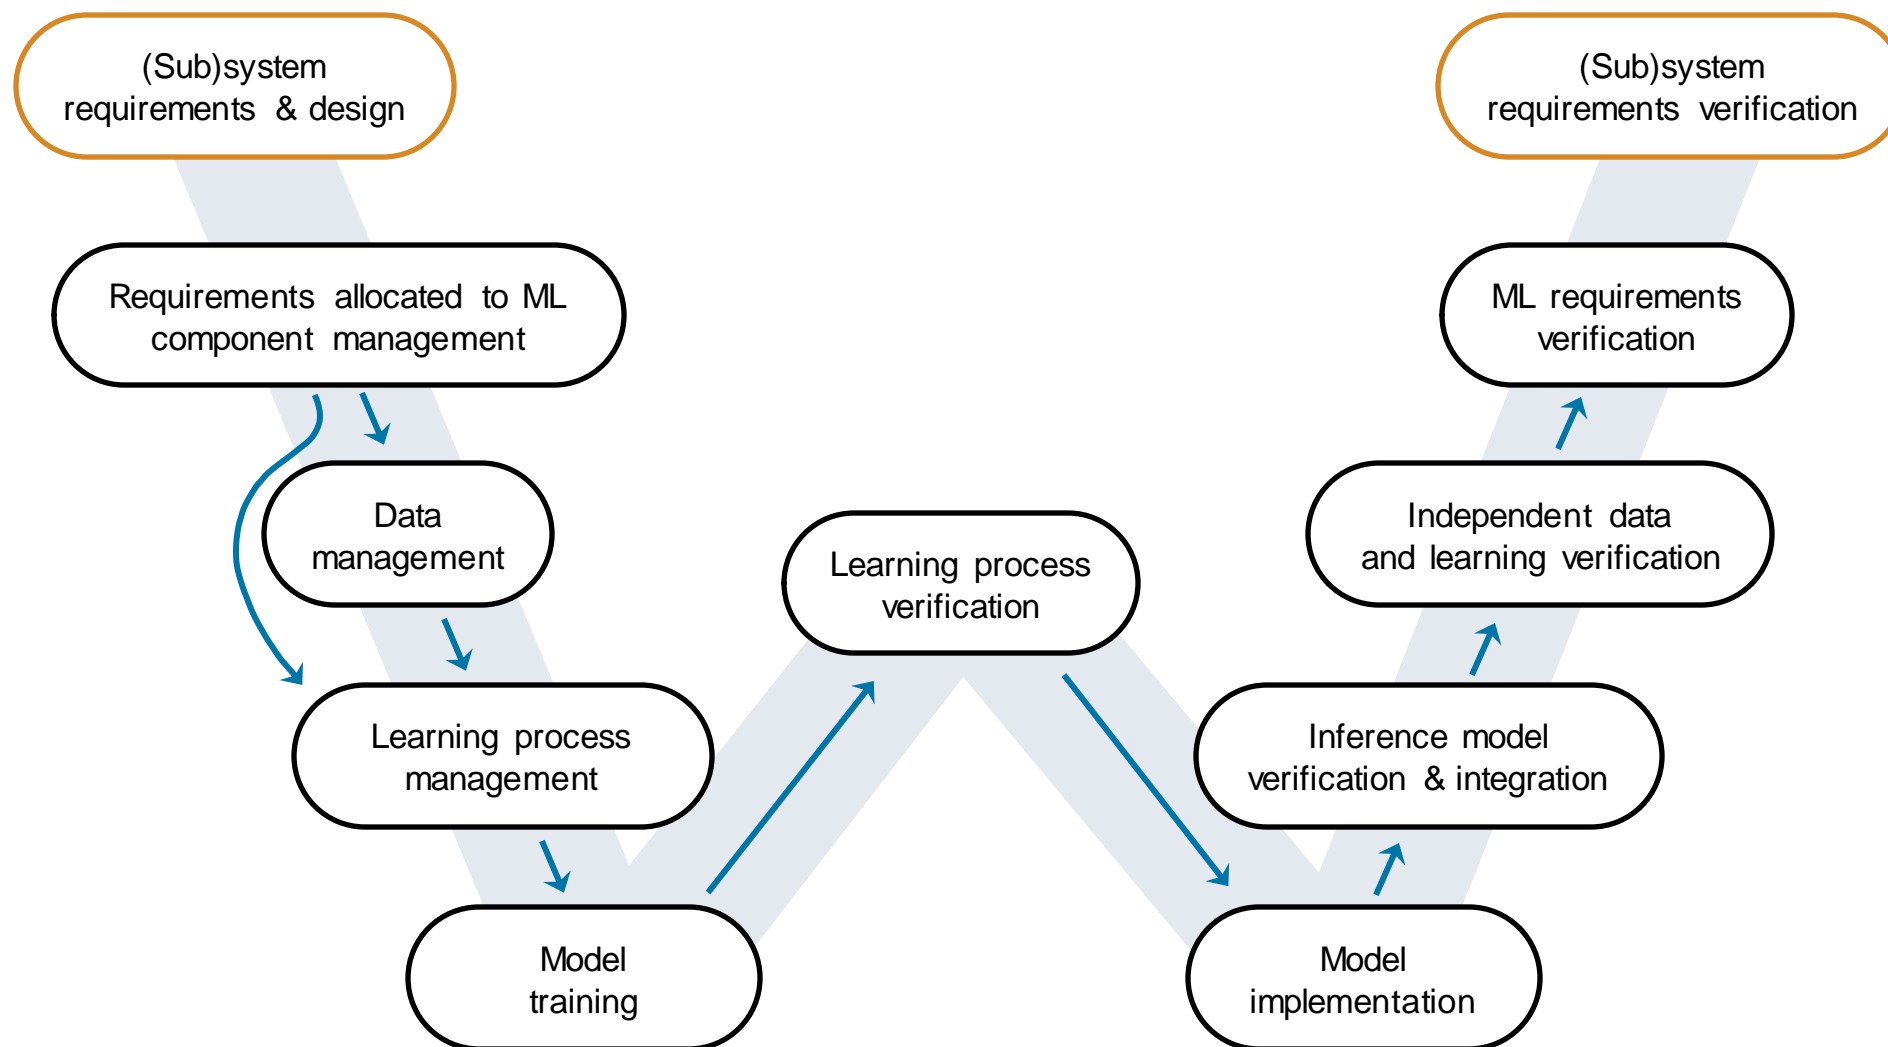 (Sub)system
requirements & design
(Sub)system
requirements verification
Requirements allocated to ML
component management
ML requirements
verification
Data
management
Learning process
verification
Independent data
and learning verification
Learning process
management
Inference model
verification & integration
Model
training
Model
implementation